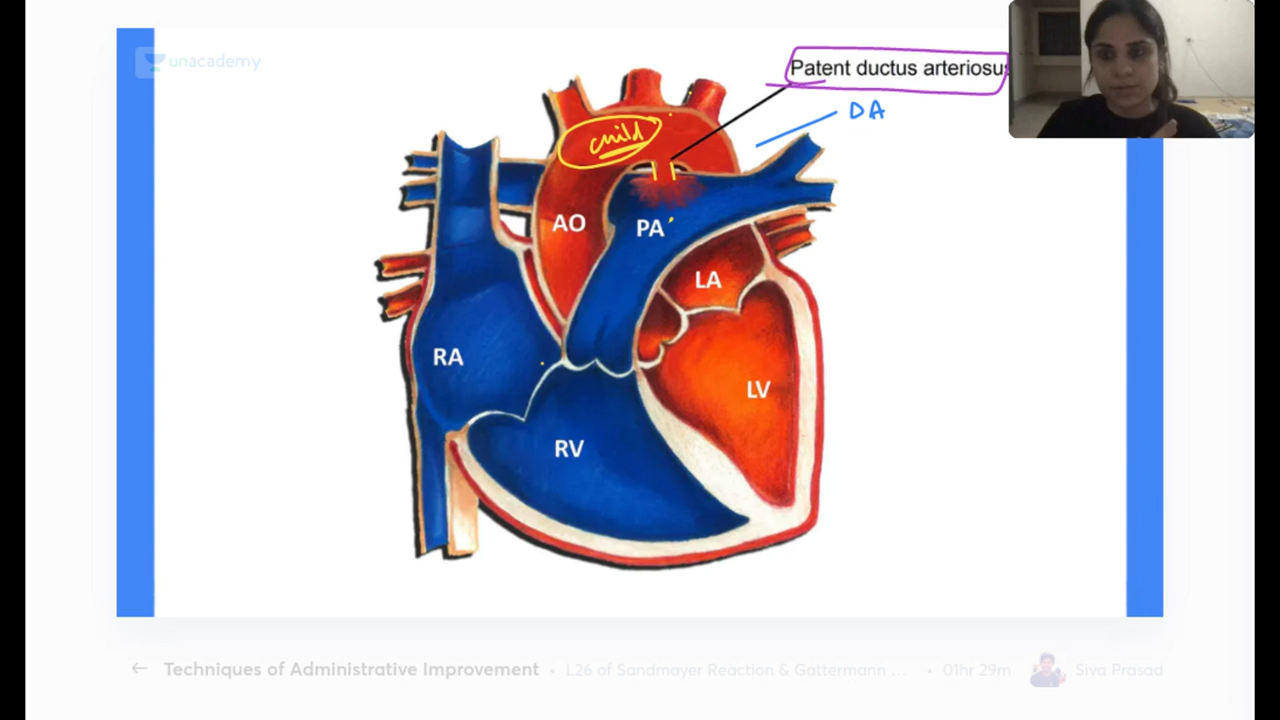 unacademy
Patent ductus arteriosus
DA
child
AO
PA
LA
RA
LV
RV
← Techniques of Administrative Improvement • L26 of Sandmayer Reaction & Gattermann ... • 01hr 29m Siva Prasad